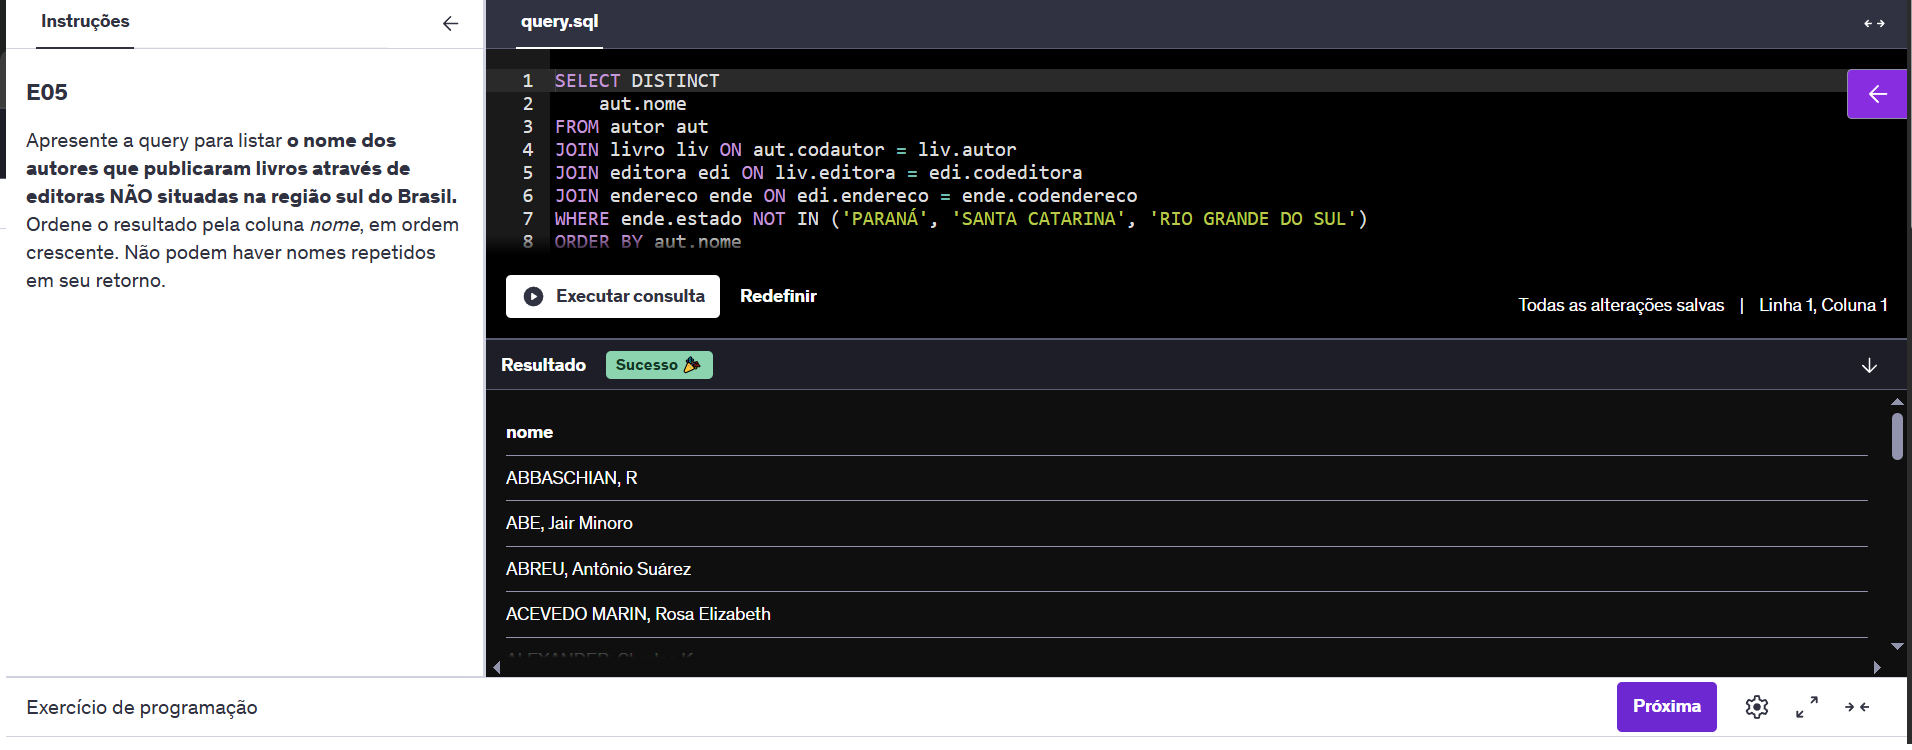 Instruções
E05
Apresente a query para listar o nome dos
autores que publicaram livros através de
editoras NÃO situadas na região sul do Brasil.
Ordene o resultado pela coluna nome, em ordem
crescente. Não podem haver nomes repetidos
em seu retorno.
query.sql
1 SELECT DISTINCT
2 aut.nome
3 FROM autor aut
4 JOIN livro liv ON aut.codautor = liv.autor
5 JOIN editora edi ON liv.editora = edi.codeditora
6 JOIN endereco ende ON edi.endereco = ende.codendereco
7 WHERE ende.estado NOT IN ('PARANÁ', 'SANTA CATARINA', 'RIO GRANDE DO SUL')
8 ORDER BY aut.nome
Executar consulta Redefinir
Todas as alterações salvas | Linha 1, Coluna 1
Resultado Sucesso
nome
ABBASCHIAN, R
ABE, Jair Minoro
ABREU, Antônio Suárez
ACEVEDO MARIN, Rosa Elizabeth
Exercício de programação
Próxima